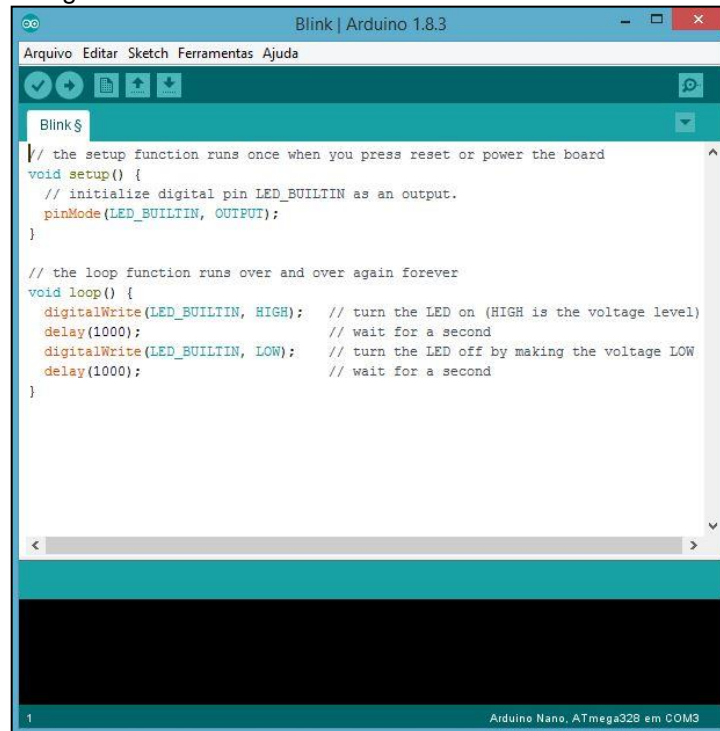 Blink | Arduino 1.8.3
Arquivo Editar Sketch Ferramentas Ajuda
Blink §
// the setup function runs once when you press reset or power the board
void setup() {
  // initialize digital pin LED_BUILTIN as an output.
  pinMode(LED_BUILTIN, OUTPUT);
}
// the loop function runs over and over again forever
void loop() {
  digitalWrite(LED_BUILTIN, HIGH);   // turn the LED on (HIGH is the voltage level)
  delay(1000);                       // wait for a second
  digitalWrite(LED_BUILTIN, LOW);    // turn the LED off by making the voltage LOW
  delay(1000);                       // wait for a second
}
1
Arduino Nano, ATmega328 em COM3